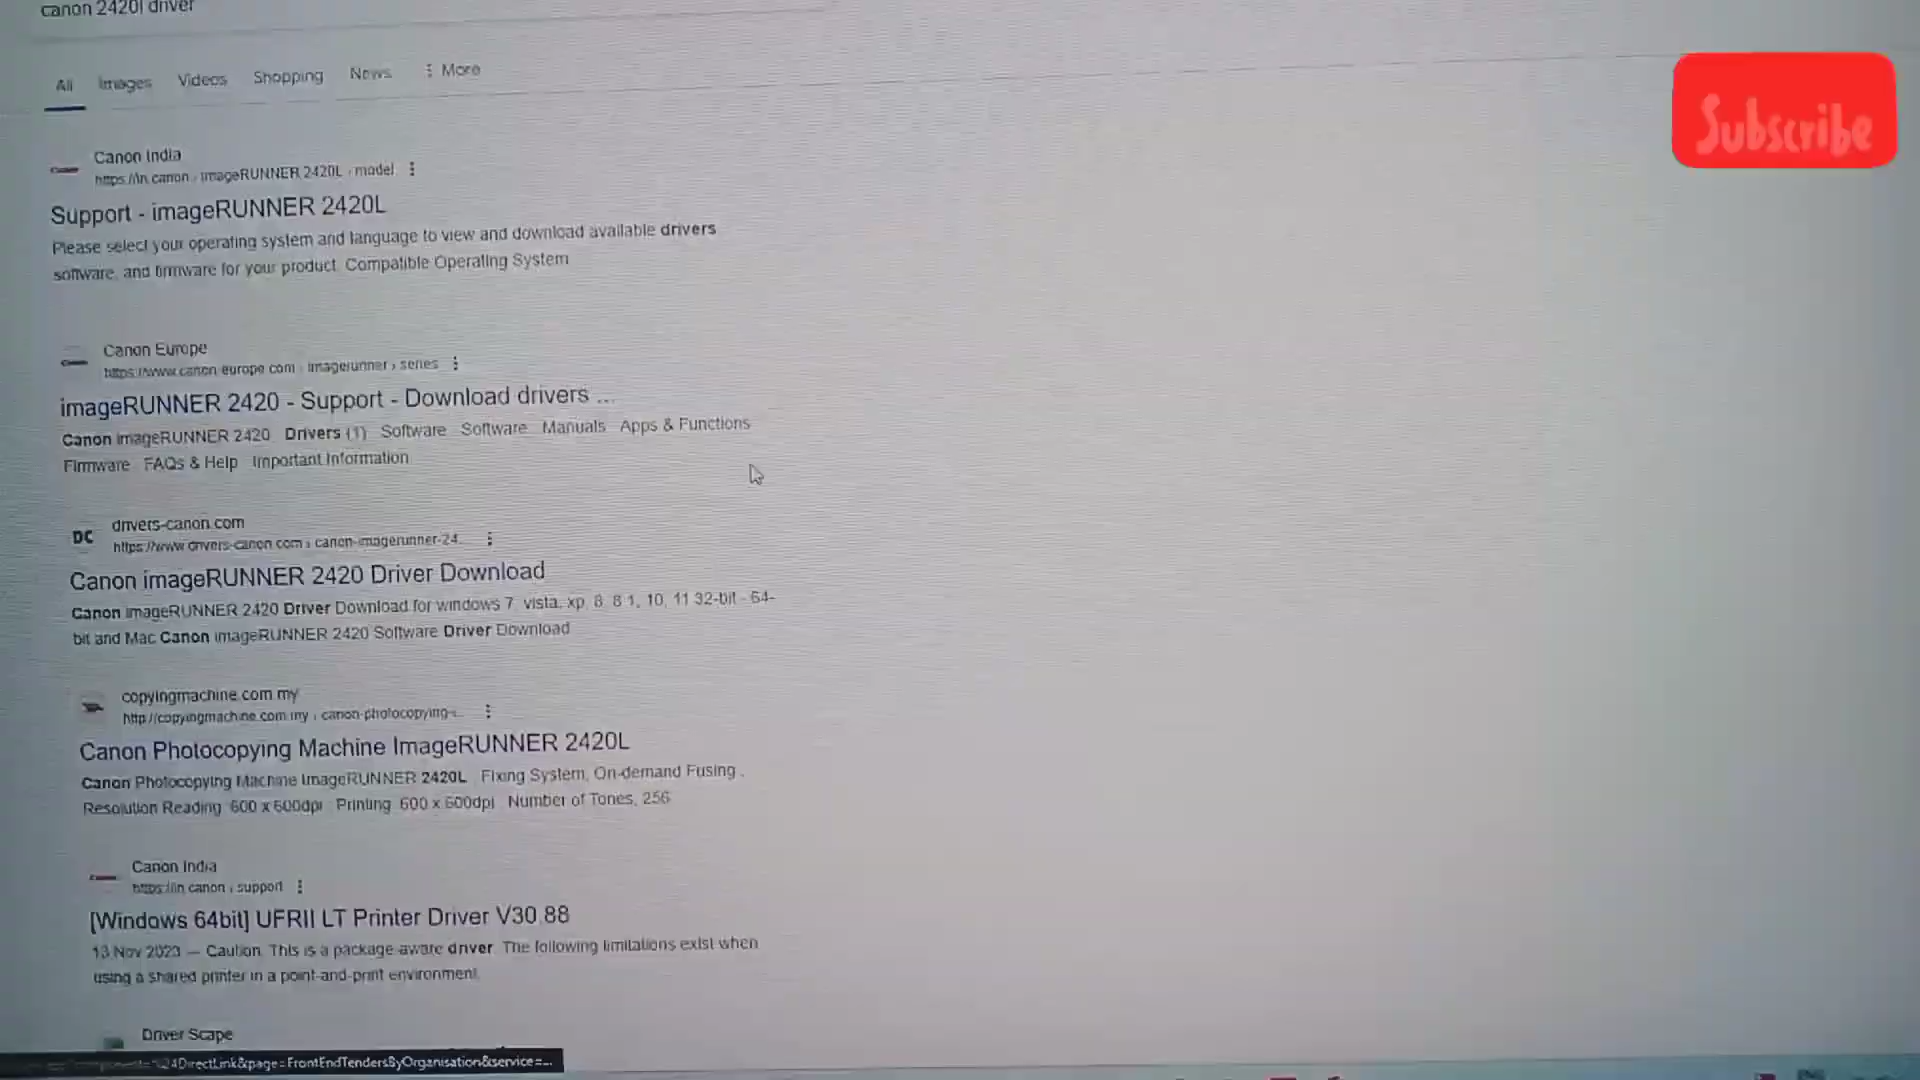 canon 2420l driver
All Images Videos Shopping News ⋮ More
Subscribe
Canon India
https://in.canon › imageRUNNER 2420L › model ⋮
Support - imageRUNNER 2420L
Please select your operating system and language to view and download available drivers
software, and firmware for your product. Compatible Operating System
Canon Europe
https://www.canon-europe.com › imagerunner › series ⋮
imageRUNNER 2420 - Support - Download drivers ...
Canon imageRUNNER 2420 Drivers (1) Software Software Manuals Apps & Functions
Firmware FAQs & Help Important Information
DC
drivers-canon.com
https://www.drivers-canon.com › canon-imagerunner-24... ⋮
Canon imageRUNNER 2420 Driver Download
Canon imageRUNNER 2420 Driver Download for windows 7, vista, xp, 8, 8.1, 10, 11 32-bit - 64-
bit and Mac Canon imageRUNNER 2420 Software Driver Download
copyingmachine.com.my
http://copyingmachine.com.my › canon-photocopying-i... ⋮
Canon Photocopying Machine ImageRUNNER 2420L
Canon Photocopying Machine ImageRUNNER 2420L. Fixing System, On-demand Fusing.
Resolution Reading: 600 x 600dpi. Printing: 600 x 600dpi. Number of Tones, 256
Canon India
https://in.canon › support ⋮
[Windows 64bit] UFRII LT Printer Driver V30.88
13 Nov 2023 — Caution. This is a package-aware driver. The following limitations exist when
using a shared printer in a point-and-print environment
Driver Scape
DirectLink&page=FrontEndTendersByOrganisation&service=...